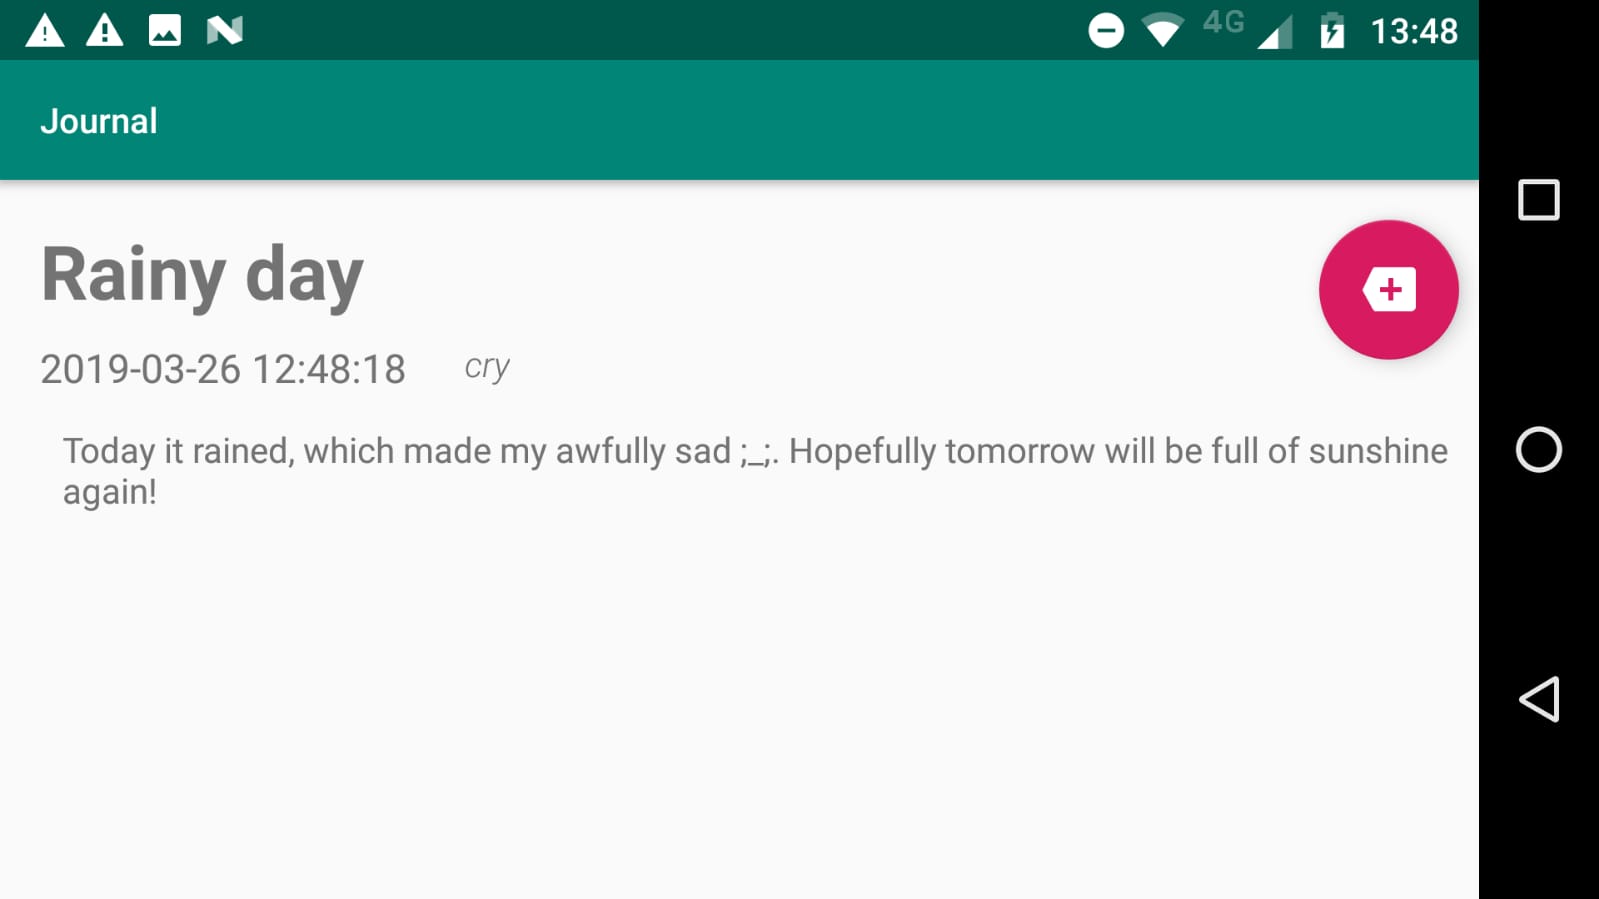 4G 13:48
Journal
Rainy day
2019-03-26 12:48:18 cry
Today it rained, which made my awfully sad ;_;. Hopefully tomorrow will be full of sunshine
again!